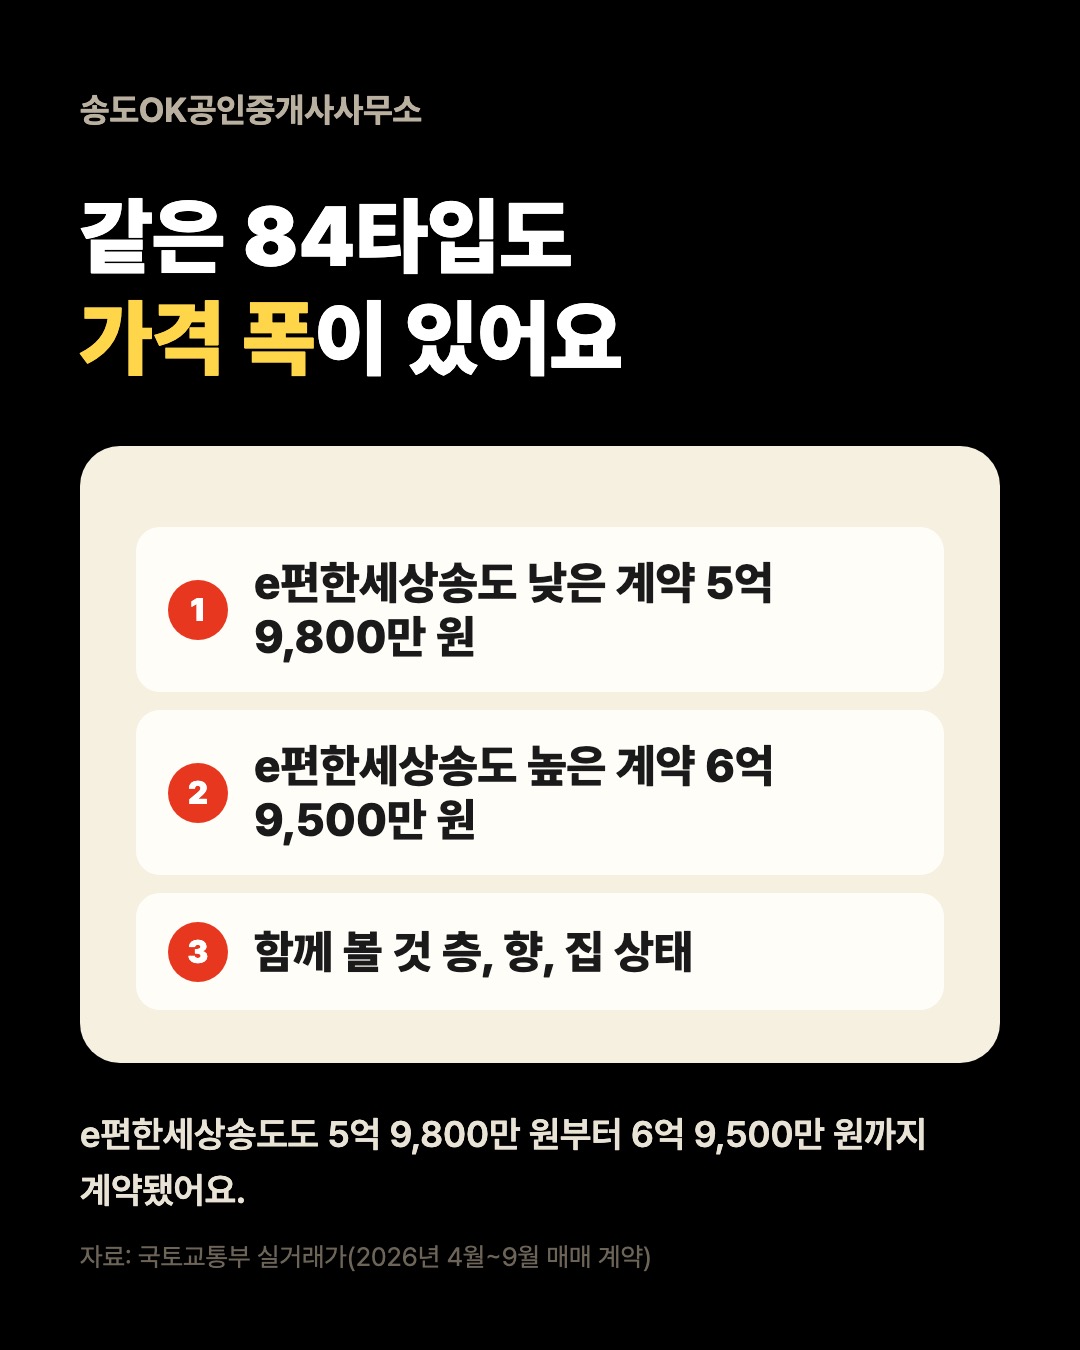 송도OK공인중개사사무소
같은 84타입도
가격 폭이 있어요
1
e편한세상송도 낮은 계약 5억
9,800만 원
2
e편한세상송도 높은 계약 6억
9,500만 원
3
함께 볼 것 층, 향, 집 상태
e편한세상송도도 5억 9,800만 원부터 6억 9,500만 원까지
계약됐어요.
자료: 국토교통부 실거래가(2026년 4월~9월 매매 계약)